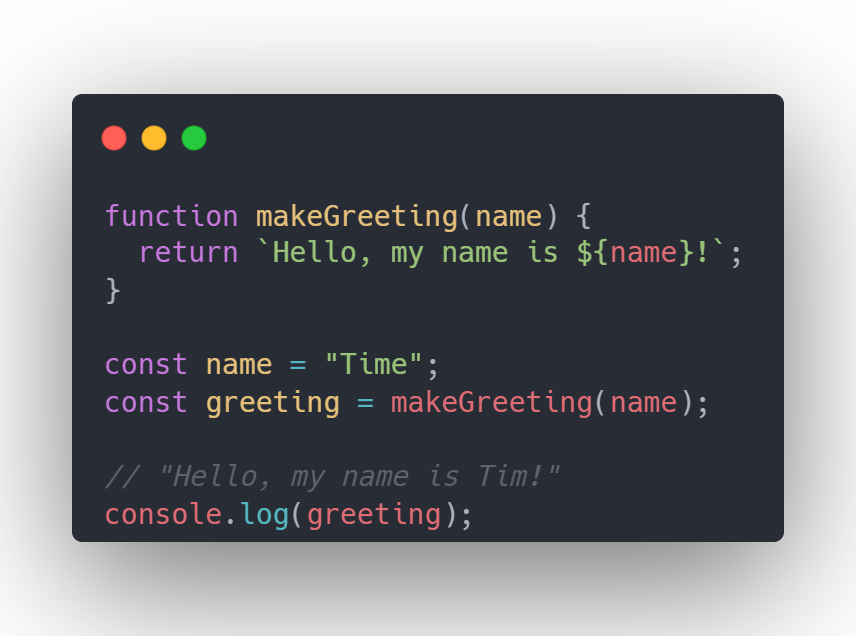 function makeGreeting(name) {
  return `Hello, my name is ${name}!`;
}

const name = "Time";
const greeting = makeGreeting(name);

// "Hello, my name is Tim!"
console.log(greeting);